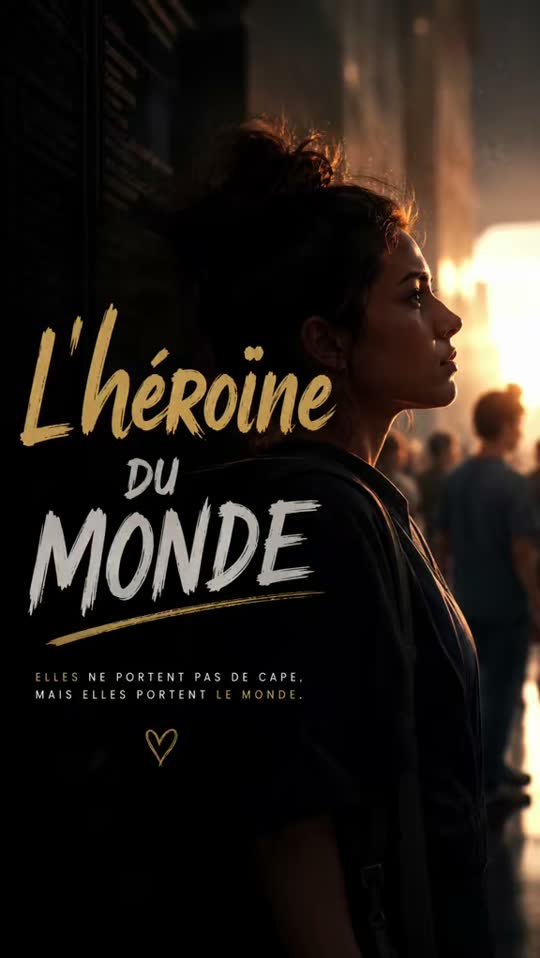 L'héroïne
DU
MONDE
ELLES NE PORTENT PAS DE CAPE,
MAIS ELLES PORTENT LE MONDE.